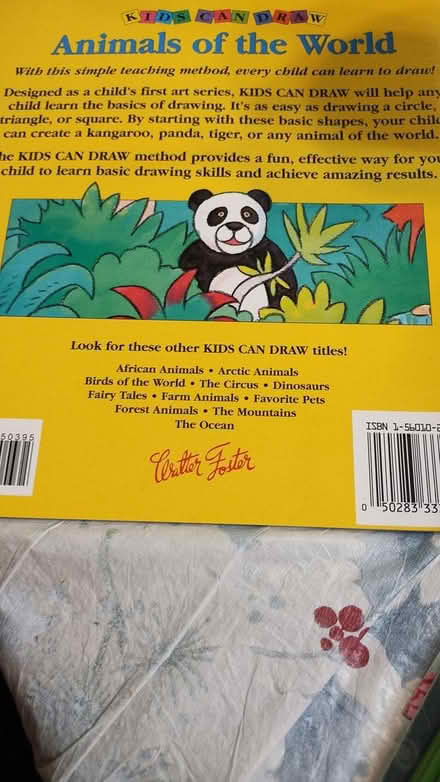 KIDS CAN DRAW
Animals of the World
With this simple teaching method, every child can learn to draw!
Designed as a child's first art series, KIDS CAN DRAW will help any
child learn the basics of drawing. It's as easy as drawing a circle,
triangle, or square. By starting with these basic shapes, your child
can create a kangaroo, panda, tiger, or any animal of the world.
he KIDS CAN DRAW method provides a fun, effective way for you
child to learn basic drawing skills and achieve amazing results.
Look for these other KIDS CAN DRAW titles!
African Animals • Arctic Animals
Birds of the World • The Circus • Dinosaurs
Fairy Tales • Farm Animals • Favorite Pets
Forest Animals • The Mountains
The Ocean
Walter Foster
50395
ISBN 1-56010-2
0 50283 33